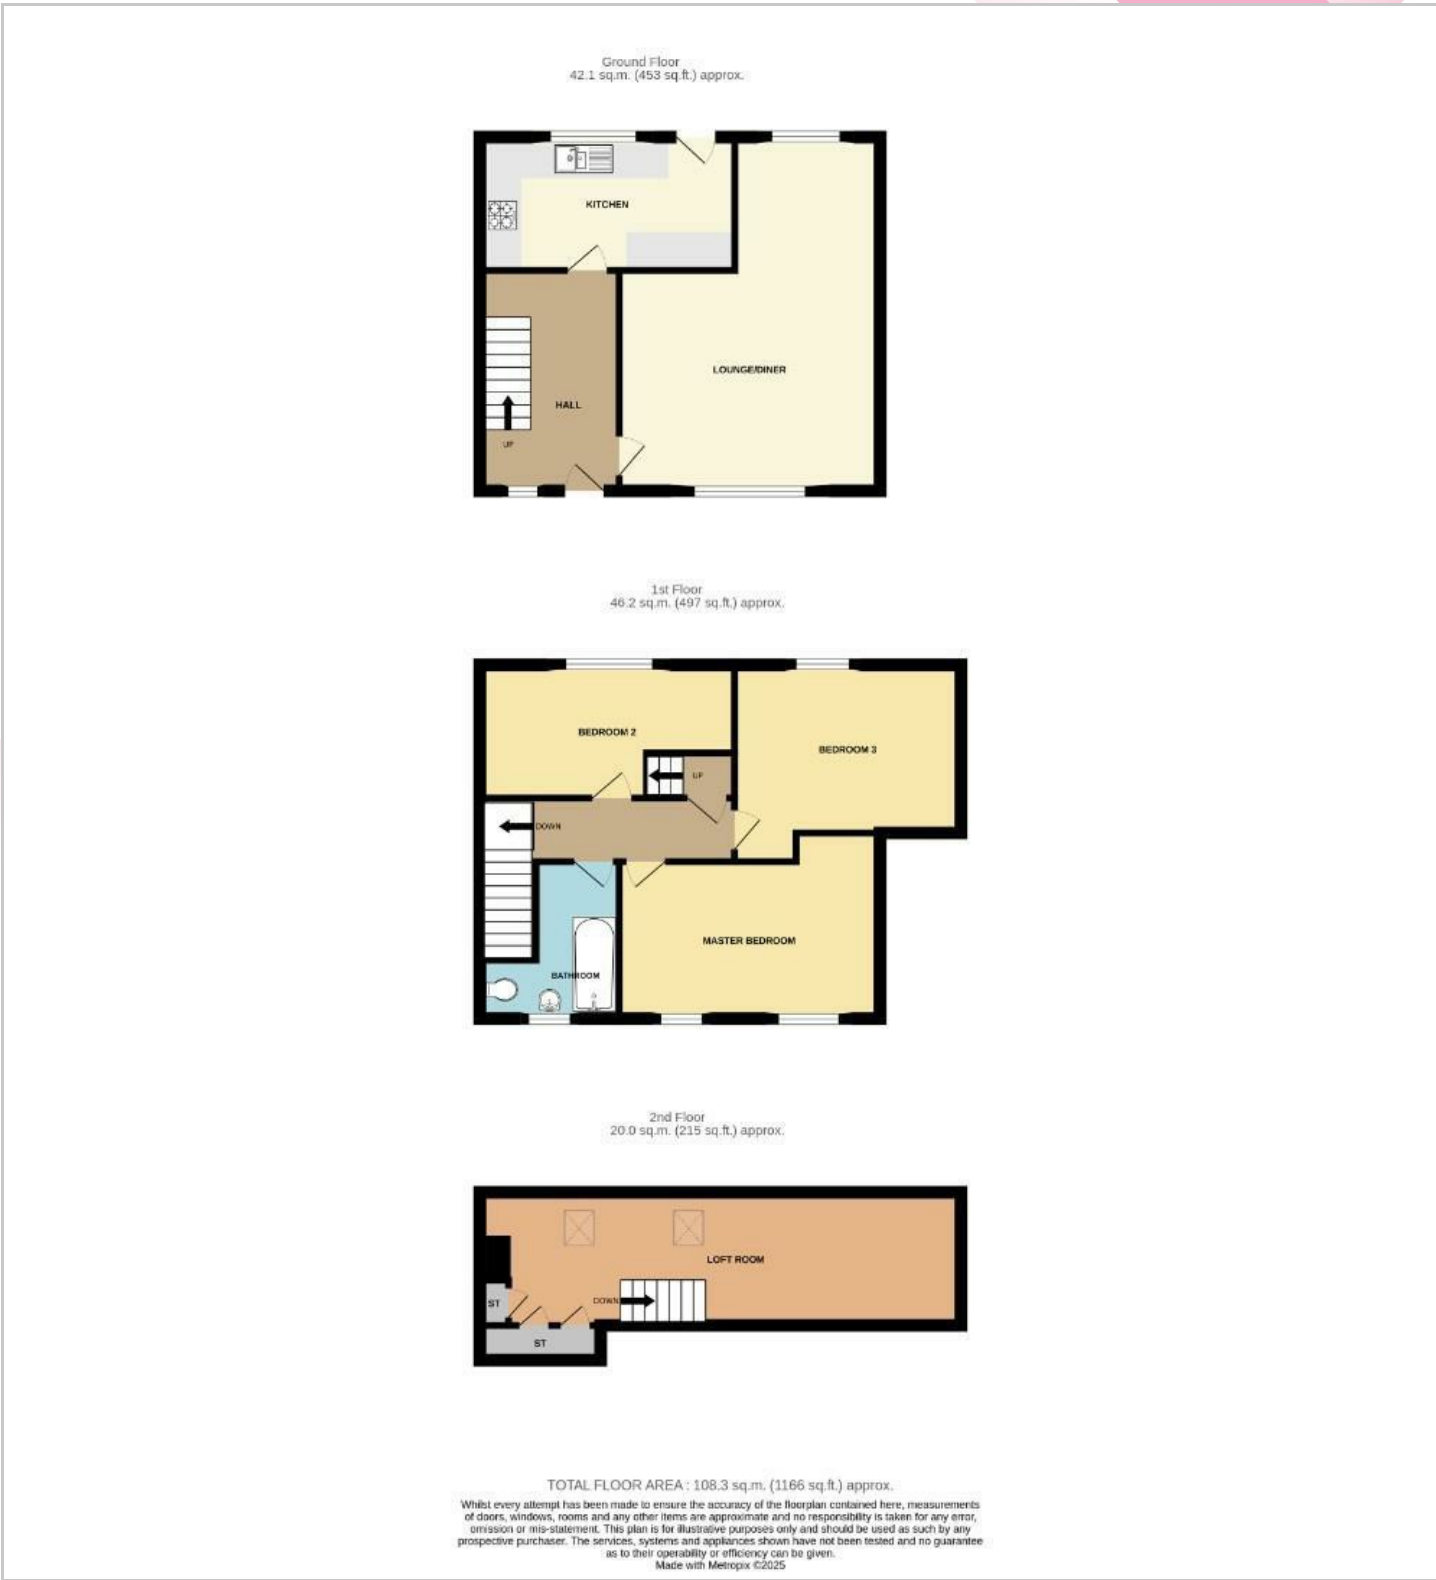 Ground Floor
42.1 sq.m. (453 sq.ft.) approx.
KITCHEN
LOUNGE/DINER
HALL
UP
1st Floor
46.2 sq.m. (497 sq.ft.) approx.
BEDROOM 2
BEDROOM 3
UP
DOWN
MASTER BEDROOM
BATHROOM
2nd Floor
20.0 sq.m. (215 sq.ft.) approx.
LOFT ROOM
DOWN
ST
ST
TOTAL FLOOR AREA : 108.3 sq.m. (1166 sq.ft.) approx.
Whilst every attempt has been made to ensure the accuracy of the floorplan contained here, measurements
of doors, windows, rooms and any other items are approximate and no responsibility is taken for any error,
omission or mis-statement. This plan is for illustrative purposes only and should be used as such by any
prospective purchaser. The services, systems and appliances shown have not been tested and no guarantee
as to their operability or efficiency can be given.
Made with Metropix ©2025